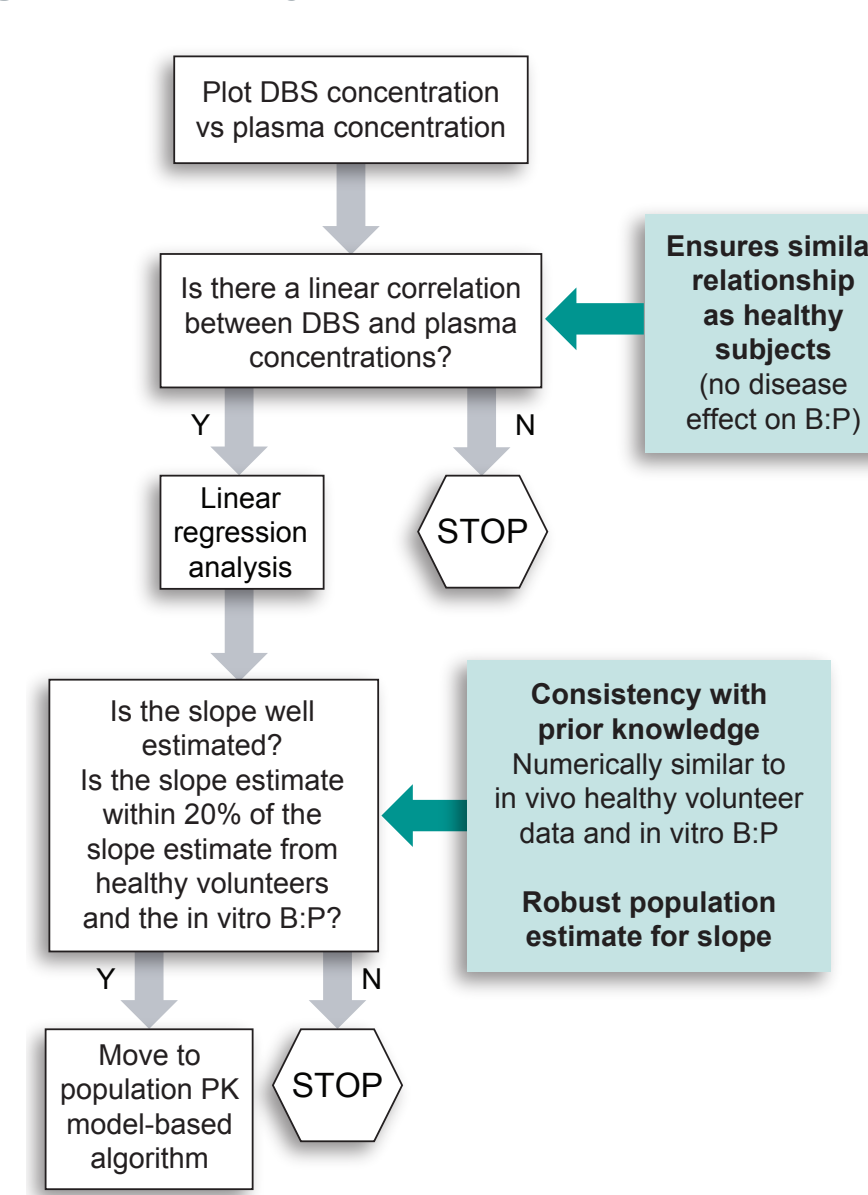 Plot DBS concentration
vs plasma concentration
Is there a linear correlation
between DBS and plasma
concentrations?
Ensures simila
relationship
as healthy
subjects
(no disease
effect on B:P)
Y
N
Linear
regression
analysis
STOP
Is the slope well
estimated?
Is the slope estimate
within 20% of the
slope estimate from
healthy volunteers
and the in vitro B:P?
Consistency with
prior knowledge
Numerically similar to
in vivo healthy volunteer
data and in vitro B:P
Robust population
estimate for slope
Y
N
Move to
population PK
model-based
algorithm
STOP